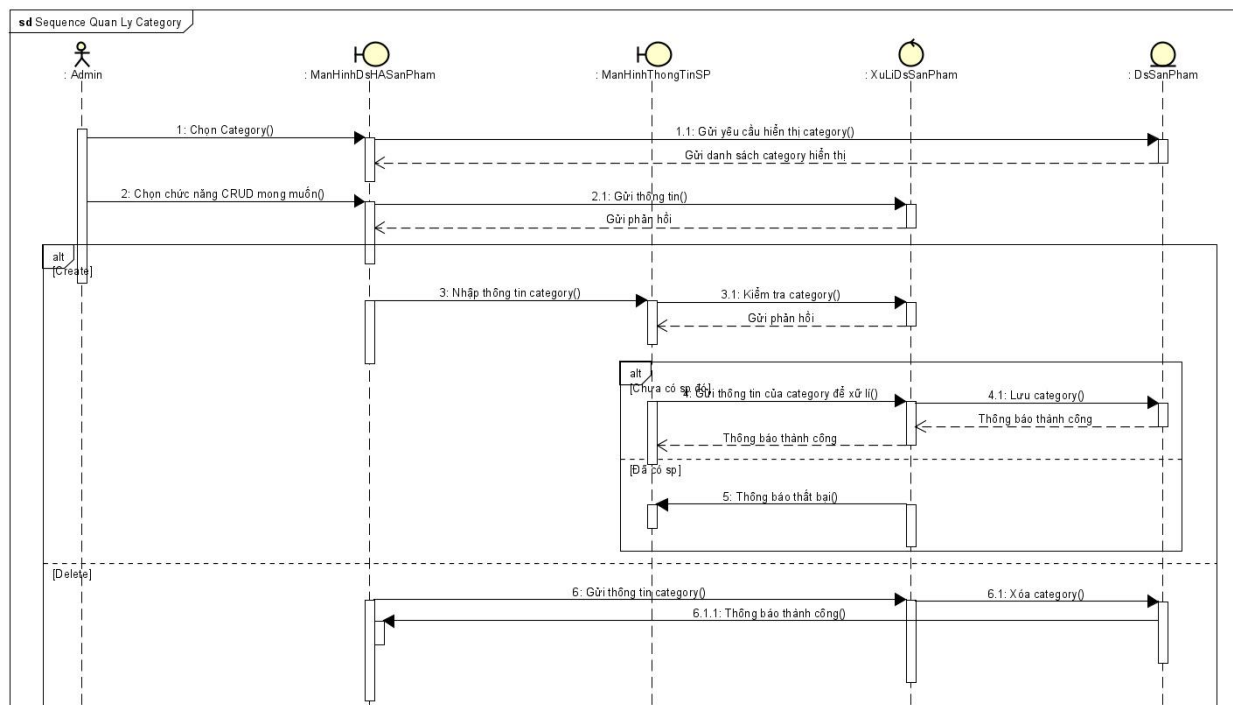 sd Sequence Quan Ly Category
: Admin
: ManHinhDsHASanPham
: ManHinhThongTinSP
: XuLiDsSanPham
: DsSanPham
1: Chọn Category()
1.1: Gửi yêu cầu hiển thị category()
Gửi danh sách category hiển thị
2: Chọn chức năng CRUD mong muốn()
2.1: Gửi thông tin()
Gửi phản hồi
alt
[Create]
3: Nhập thông tin category()
3.1: Kiểm tra category()
Gửi phản hồi
alt
[Chưa có sp đó]
4: Gửi thông tin của category để xữ lí()
4.1: Lưu category()
Thông báo thành công
Thông báo thành công
[Đã có sp]
5: Thông báo thất bại()
[Delete]
6: Gửi thông tin category()
6.1: Xóa category()
6.1.1: Thông báo thành công()